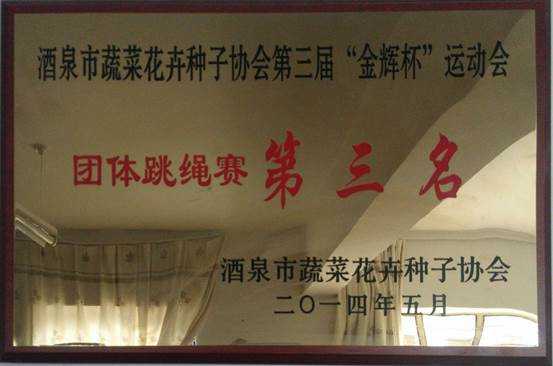 酒泉市蔬菜花卉种子协会第三届“金辉杯”运动会
团体跳绳赛 第三名
酒泉市蔬菜花卉种子协会
二〇一四年五月